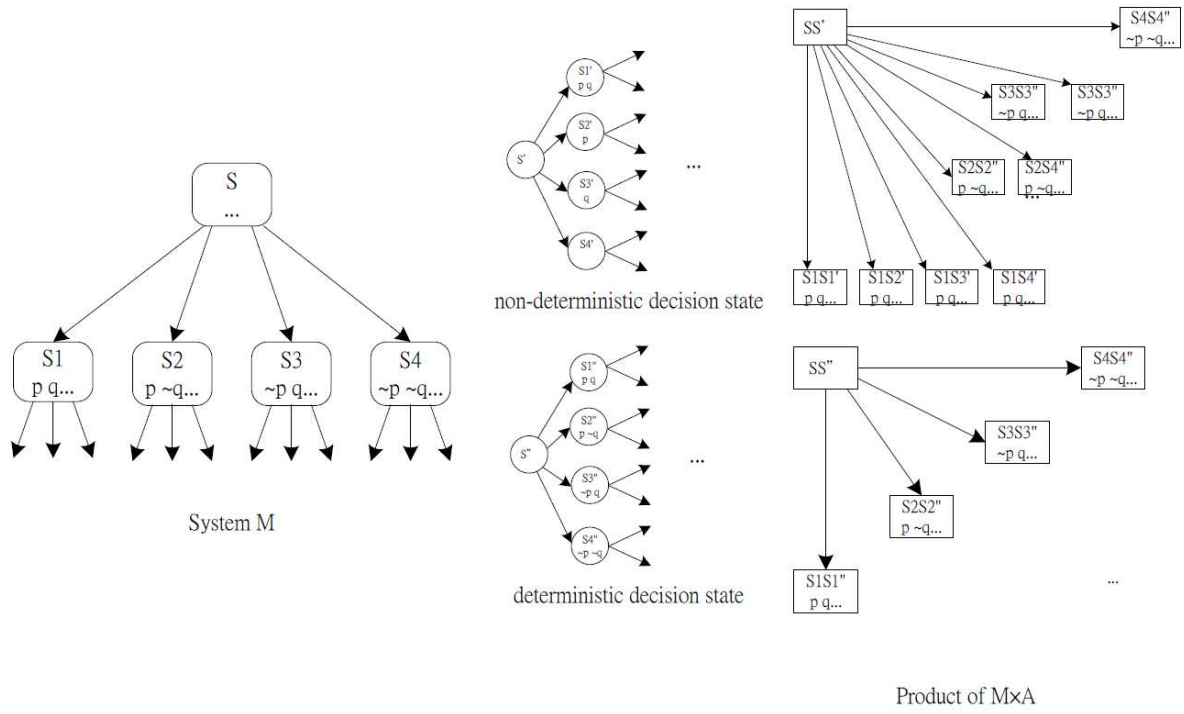 S
...
S1
p q...
S2
p ~q...
S3
~p q...
S4
~p ~q...
System M
S'
S1'
p q
S2'
p
S3'
q
S4'
...
non-deterministic decision state
S"
S1"
p q
S2"
p ~q
S3"
~p q
S4"
~p ~q
...
deterministic decision state
SS'
S4S4"
~p ~q...
S3S3"
~p q...
S3S3"
~p q...
S2S2"
p ~q...
S2S4"
p ~q...
...
S1S1'
p q...
S1S2'
p q...
S1S3'
p q...
S1S4'
p q...
SS"
S4S4"
~p ~q...
S3S3"
~p q...
S2S2"
p ~q...
S1S1"
p q...
...
Product of M×A